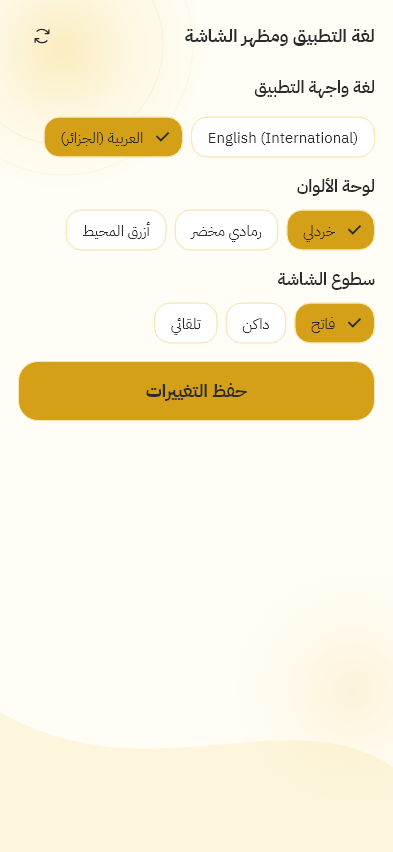 لغة التطبيق ومظهر الشاشة
لغة واجهة التطبيق
English (International)
العربية (الجزائر)
لوحة الألوان
خردلي
رمادي مخضر
أزرق المحيط
سطوع الشاشة
فاتح
داكن
تلقائي
حفظ التغييرات